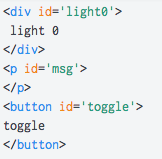 <div id='light0'>
 light 0
</div>
<p id='msg'>
</p>
<button id='toggle'>
toggle
</button>